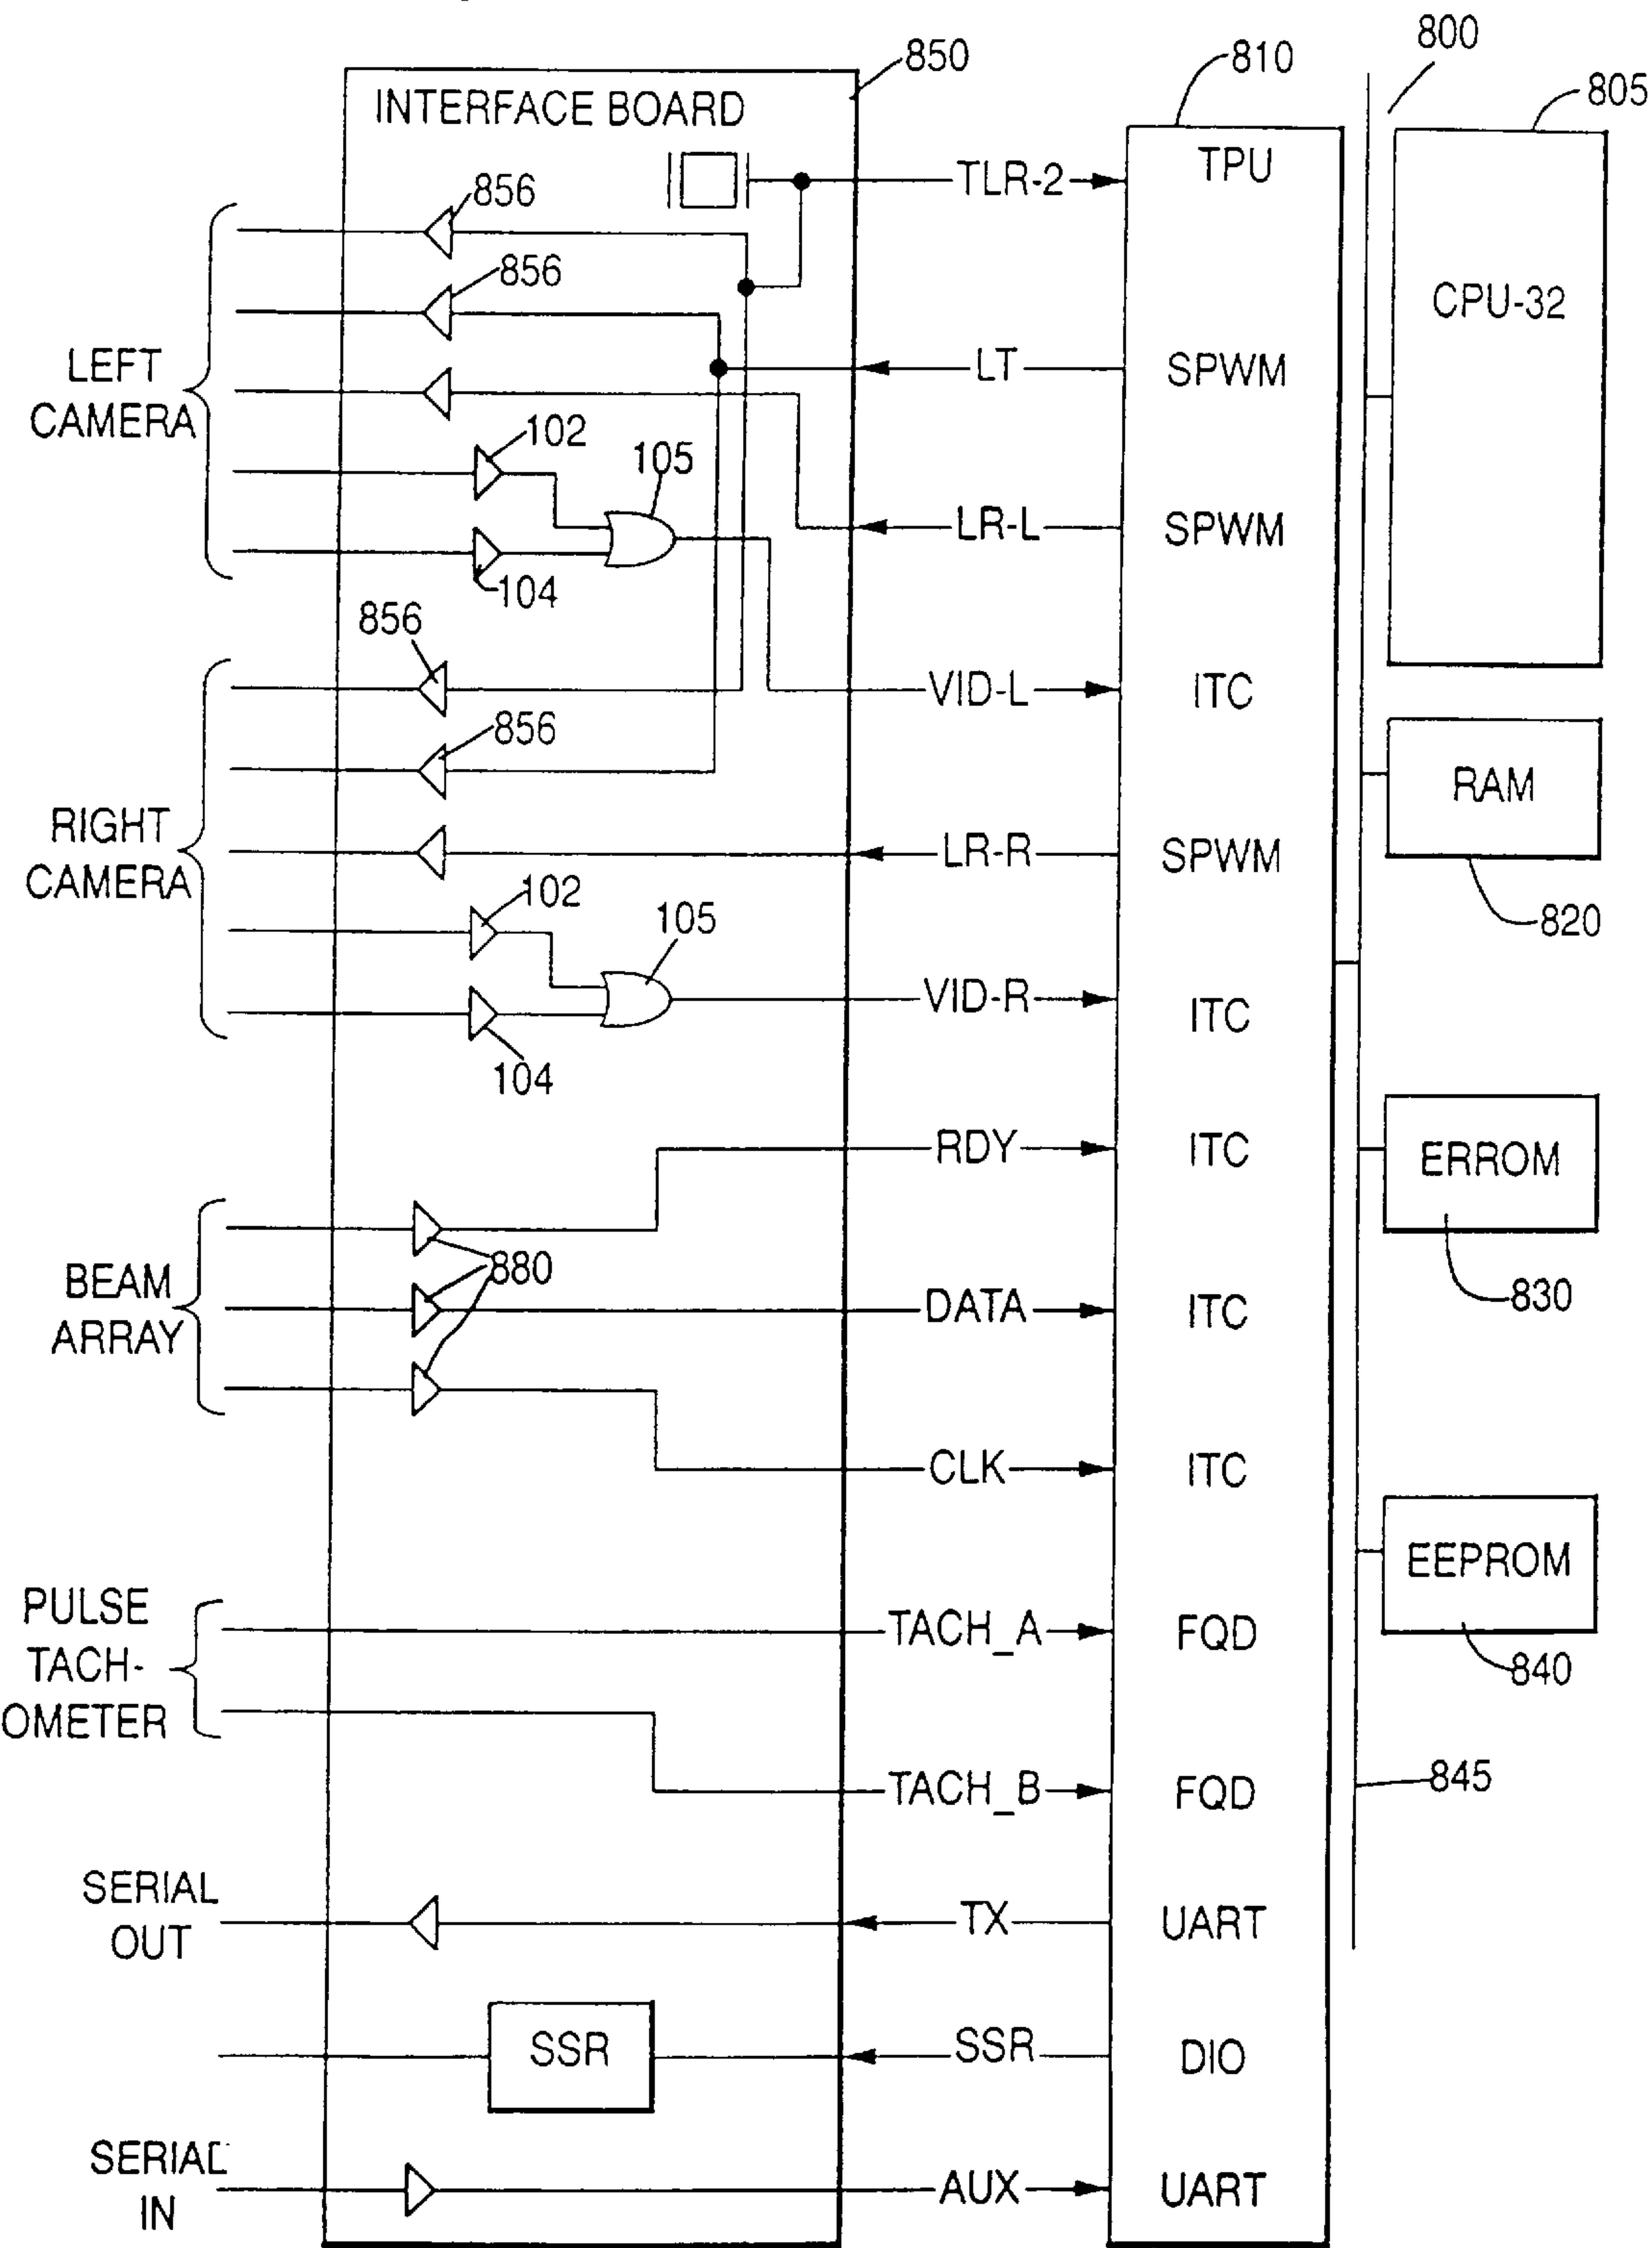 800
850
810
805
INTERFACE BOARD
TPU
TLR-2
856
856
CPU-32
LEFT
CAMERA
LT
SPWM
102
105
LR-L
SPWM
104
856
VID-L
ITC
856
RAM
RIGHT
CAMERA
LR-R
SPWM
102
105
820
VID-R
ITC
104
RDY
ITC
ERROM
880
BEAM
ARRAY
DATA
ITC
830
CLK
ITC
EEPROM
PULSE
TACH-
OMETER
TACH_A
FQD
840
TACH_B
FQD
845
SERIAL
OUT
TX
UART
SSR
SSR
DIO
SERIAL
IN
AUX
UART